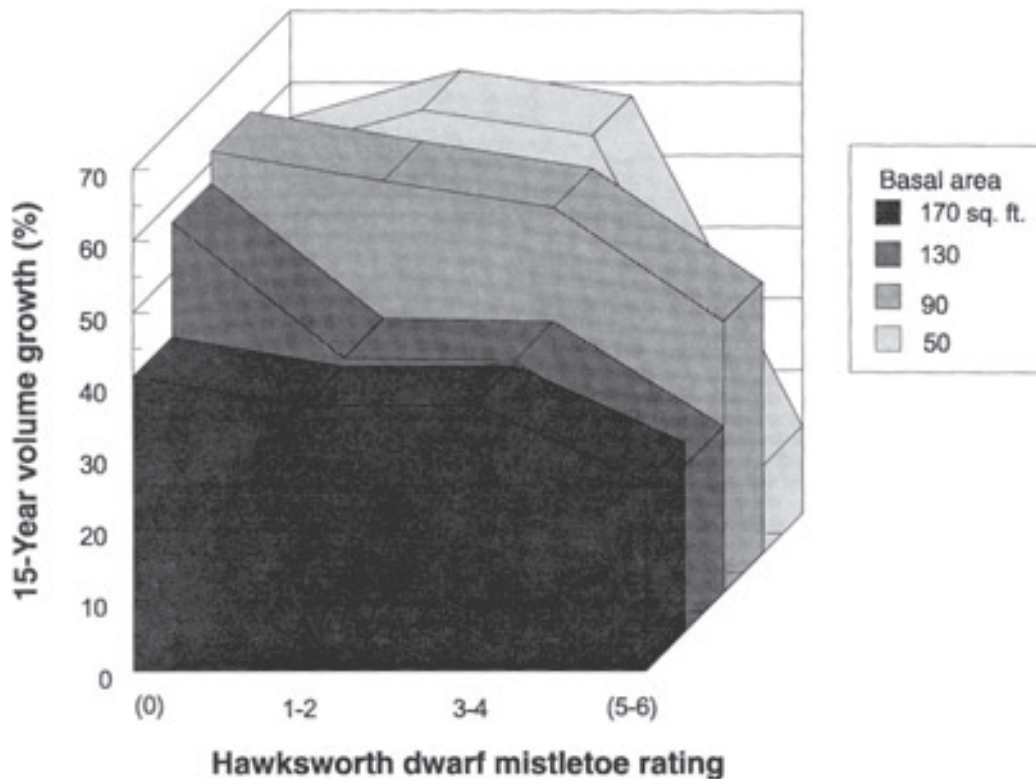 15-Year volume growth (%)
70
60
50
40
30
20
10
0
(0) 1-2 3-4 (5-6)
Hawksworth dwarf mistletoe rating
Basal area
170 sq. ft.
130
90
50